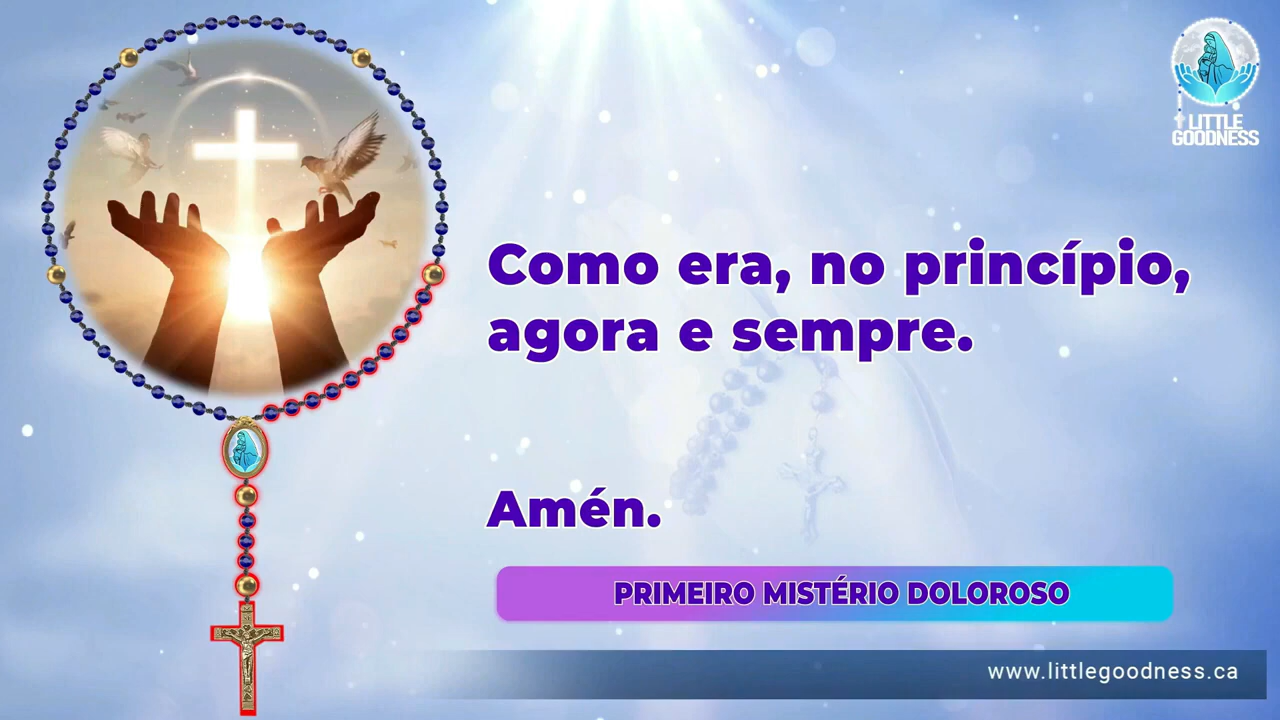 LITTLE
GOODNESS
Como era, no princípio,
agora e sempre.
Amén.
PRIMEIRO MISTÉRIO DOLOROSO
www.littlegoodness.ca